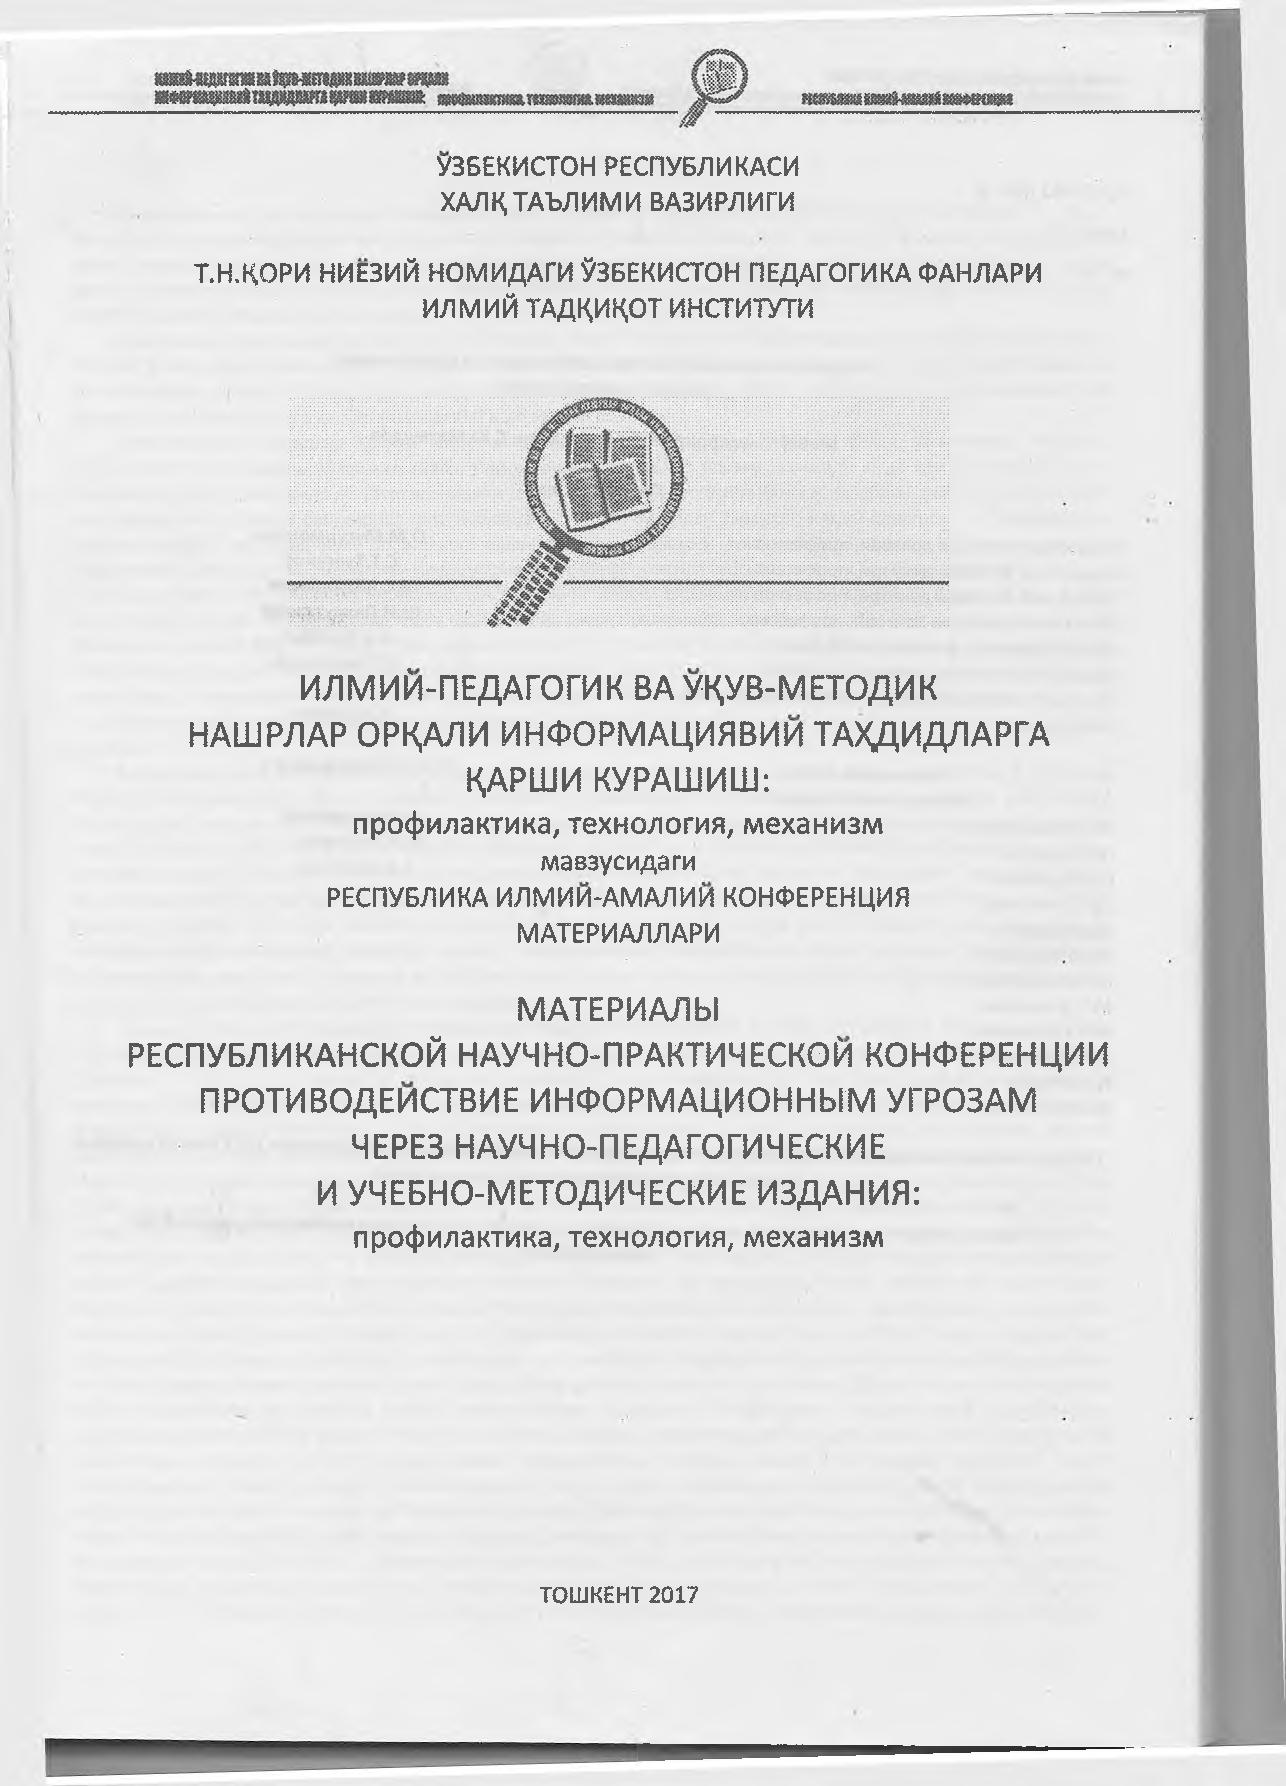 ИЛМИЙ-ПЕДАГОГИК ВА ЎҚУВ-МЕТОДИК НАШРЛАР ОРҚАЛИ
ИНФОРМАЦИЯВИЙ ТАҲДИДЛАРГА ҚАРШИ КУРАШИШ: профилактика, технология, механизм РЕСПУБЛИКА ИЛМИЙ-АМАЛИЙ КОНФЕРЕНЦИЯ
ЎЗБЕКИСТОН РЕСПУБЛИКАСИ
ХАЛҚ ТАЪЛИМИ ВАЗИРЛИГИ
Т.Н.ҚОРИ НИЁЗИЙ НОМИДАГИ ЎЗБЕКИСТОН ПЕДАГОГИКА ФАНЛАРИ
ИЛМИЙ ТАДҚИҚОТ ИНСТИТУТИ
ИЛМИЙ-ПЕДАГОГИК ВА ЎҚУВ-МЕТОДИК
НАШРЛАР ОРҚАЛИ ИНФОРМАЦИЯВИЙ ТАҲДИДЛАРГА
ҚАРШИ КУРАШИШ:
профилактика, технология, механизм
мавзусидаги
РЕСПУБЛИКА ИЛМИЙ-АМАЛИЙ КОНФЕРЕНЦИЯ
МАТЕРИАЛЛАРИ
МАТЕРИАЛЫ
РЕСПУБЛИКАНСКОЙ НАУЧНО-ПРАКТИЧЕСКОЙ КОНФЕРЕНЦИИ
ПРОТИВОДЕЙСТВИЕ ИНФОРМАЦИОННЫМ УГРОЗАМ
ЧЕРЕЗ НАУЧНО-ПЕДАГОГИЧЕСКИЕ
И УЧЕБНО-МЕТОДИЧЕСКИЕ ИЗДАНИЯ:
профилактика, технология, механизм
ТОШКЕНТ 2017